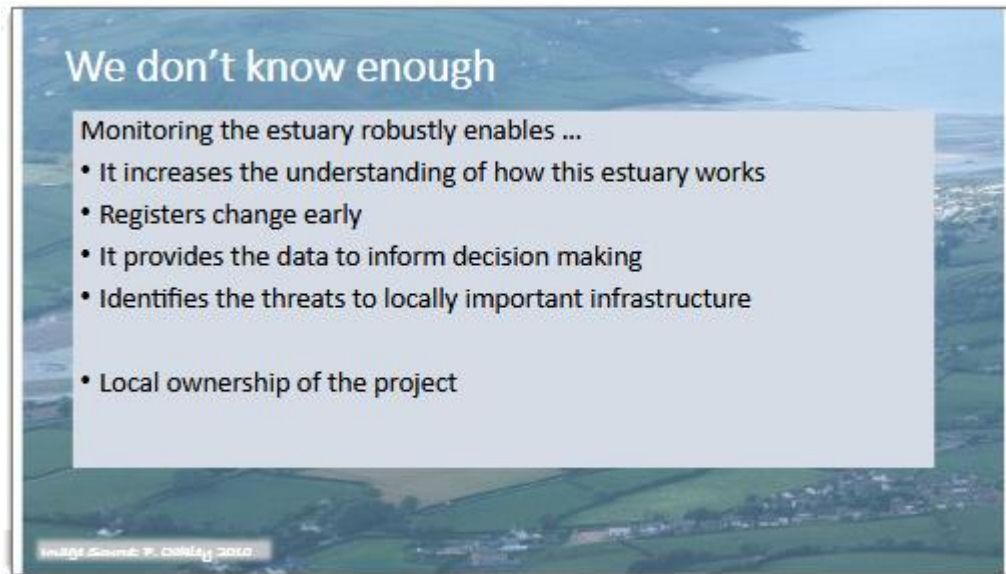 We don't know enough
Monitoring the estuary robustly enables ...
• It increases the understanding of how this estuary works
• Registers change early
• It provides the data to inform decision making
• Identifies the threats to locally important infrastructure
• Local ownership of the project
Image Source: P. Oakley 2010